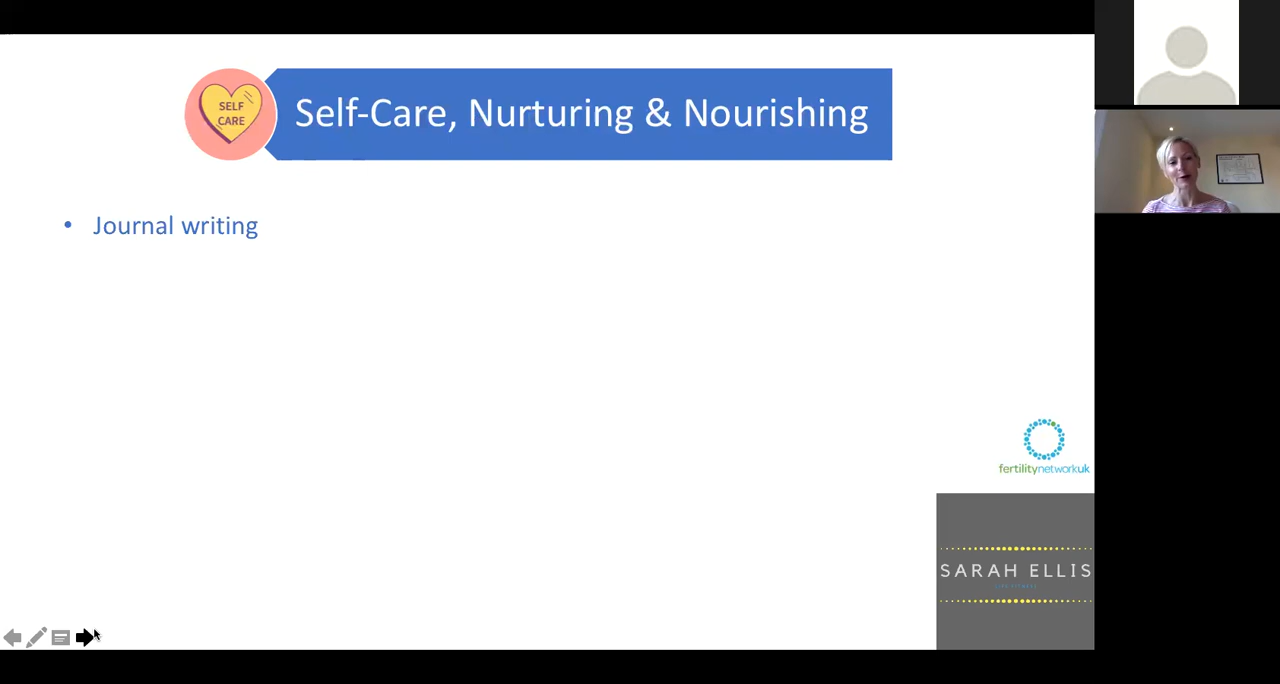 SELF
CARE
Self-Care, Nurturing & Nourishing
• Journal writing
fertilitynetworkuk
SARAH ELLIS